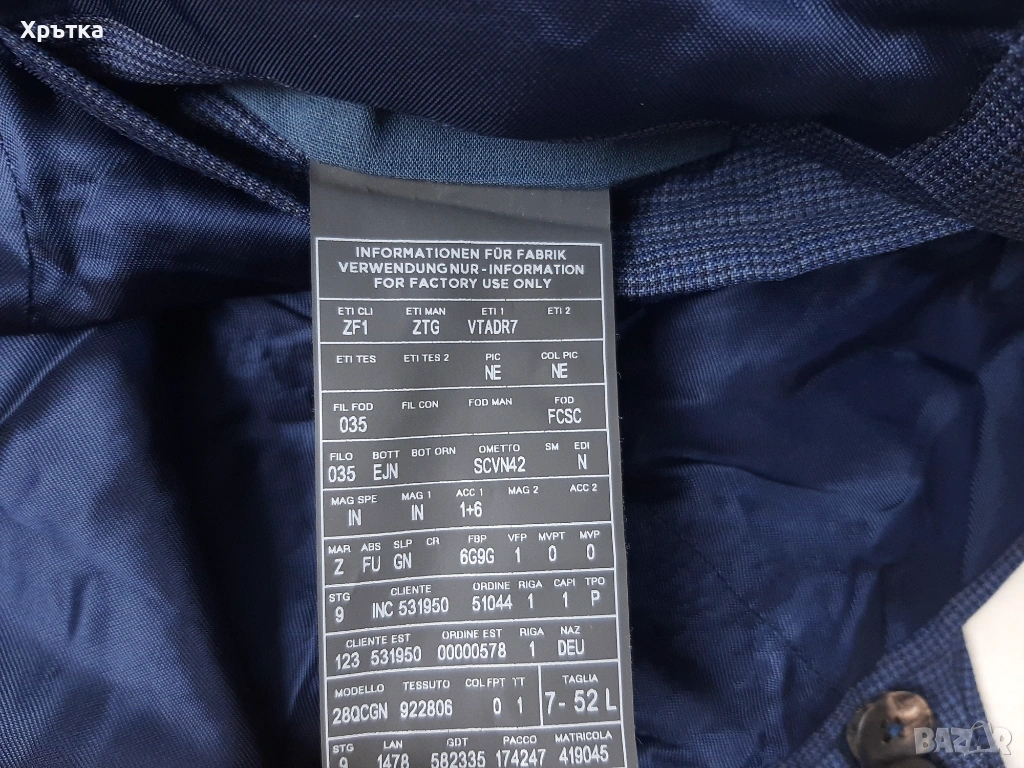 Хрътка
INFORMATIONEN FÜR FABRIK
VERWENDUNG NUR - INFORMATION
FOR FACTORY USE ONLY
ETI CLI ETI MAN ETI 1 ETI 2
ZF1 ZTG VTADR7
ETI TES ETI TES 2 PIC COL PIC
NE NE
FIL FOD FIL CON FOD MAN FOD
035 FCSC
FILO BOTT BOT ORN OMETTO SM EDI
035 EJN SCVN42 N
MAG SPE MAG 1 ACC 1 MAG 2 ACC 2
IN IN 1+6
MAR ABS SLP CR FBP VFP MVPT MVP
Z FU GN 6G9G 1 0 0
STG CLIENTE ORDINE RIGA CAPI TPO
9 INC 531950 51044 1 1 P
CLIENTE EST ORDINE EST RIGA NAZ
123 531950 00000578 1 DEU
MODELLO TESSUTO COL FPT TT TAGLIA
28QCGN 922806 0 1 7- 52 L
STG LAN GDT PACCO MATRICOLA
9 1478 582335 174247 419045
BAZAR